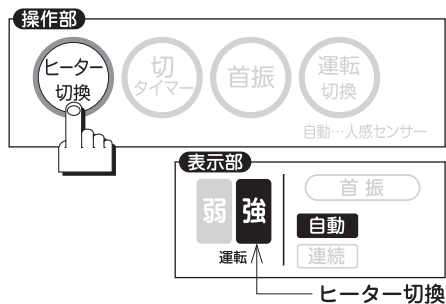 操作部
ヒーター
切換
切
タイマー
首振
運転
切換
自動…人感センサー
表示部
弱
強
首振
自動
連続
運転
ヒーター切換